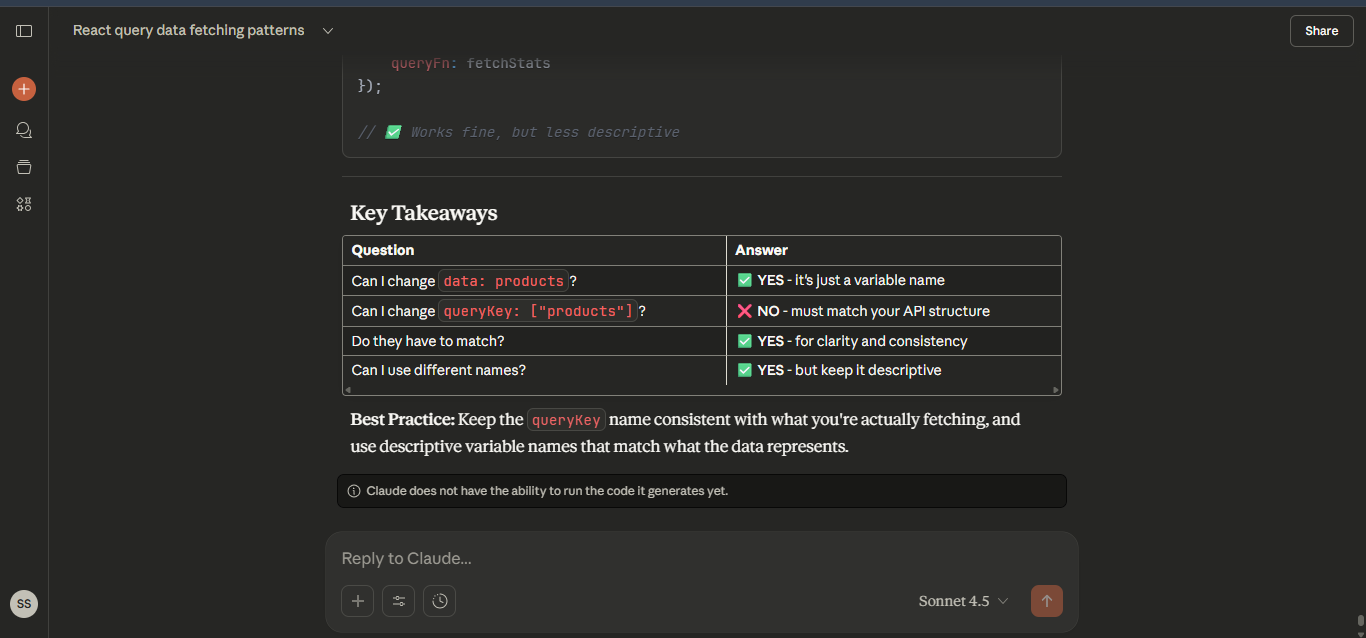 React query data fetching patterns
Share
queryFn: fetchStats
});
// ✅ Works fine, but less descriptive
Key Takeaways
Question Answer
Can I change data: products? ✅ YES - it's just a variable name
Can I change queryKey: ["products"]? ❌ NO - must match your API structure
Do they have to match? ✅ YES - for clarity and consistency
Can I use different names? ✅ YES - but keep it descriptive
Best Practice: Keep the queryKey name consistent with what you're actually fetching, and
use descriptive variable names that match what the data represents.
Claude does not have the ability to run the code it generates yet.
Reply to Claude...
Sonnet 4.5
SS